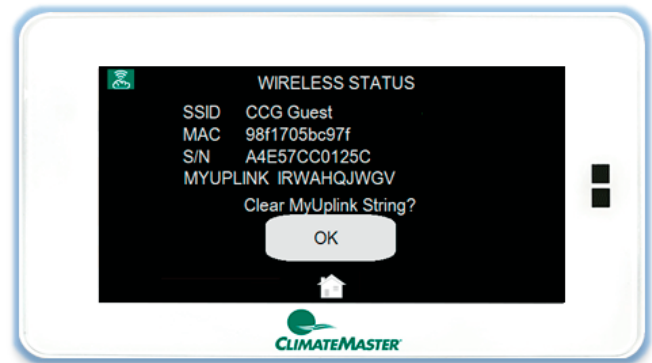 WIRELESS STATUS
SSID CCG Guest
MAC 98f1705bc97f
S/N A4E57CC0125C
MYUPLINK IRWAHQJWGV
Clear MyUplink String?
OK
CLIMATEMASTER